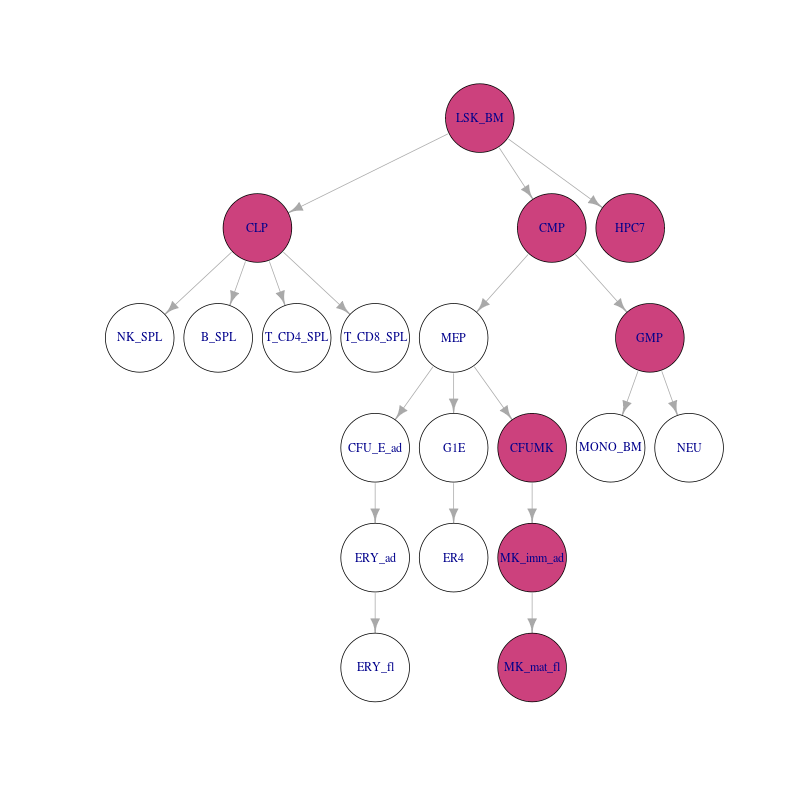 LSK_BM
CLP
CMP
HPC7
NK_SPL
B_SPL
T_CD4_SPL
T_CD8_SPL
MEP
GMP
CFU_E_ad
G1E
CFUMK
MONO_BM
NEU
ERY_ad
ER4
MK_imm_ad
ERY_fl
MK_mat_fl